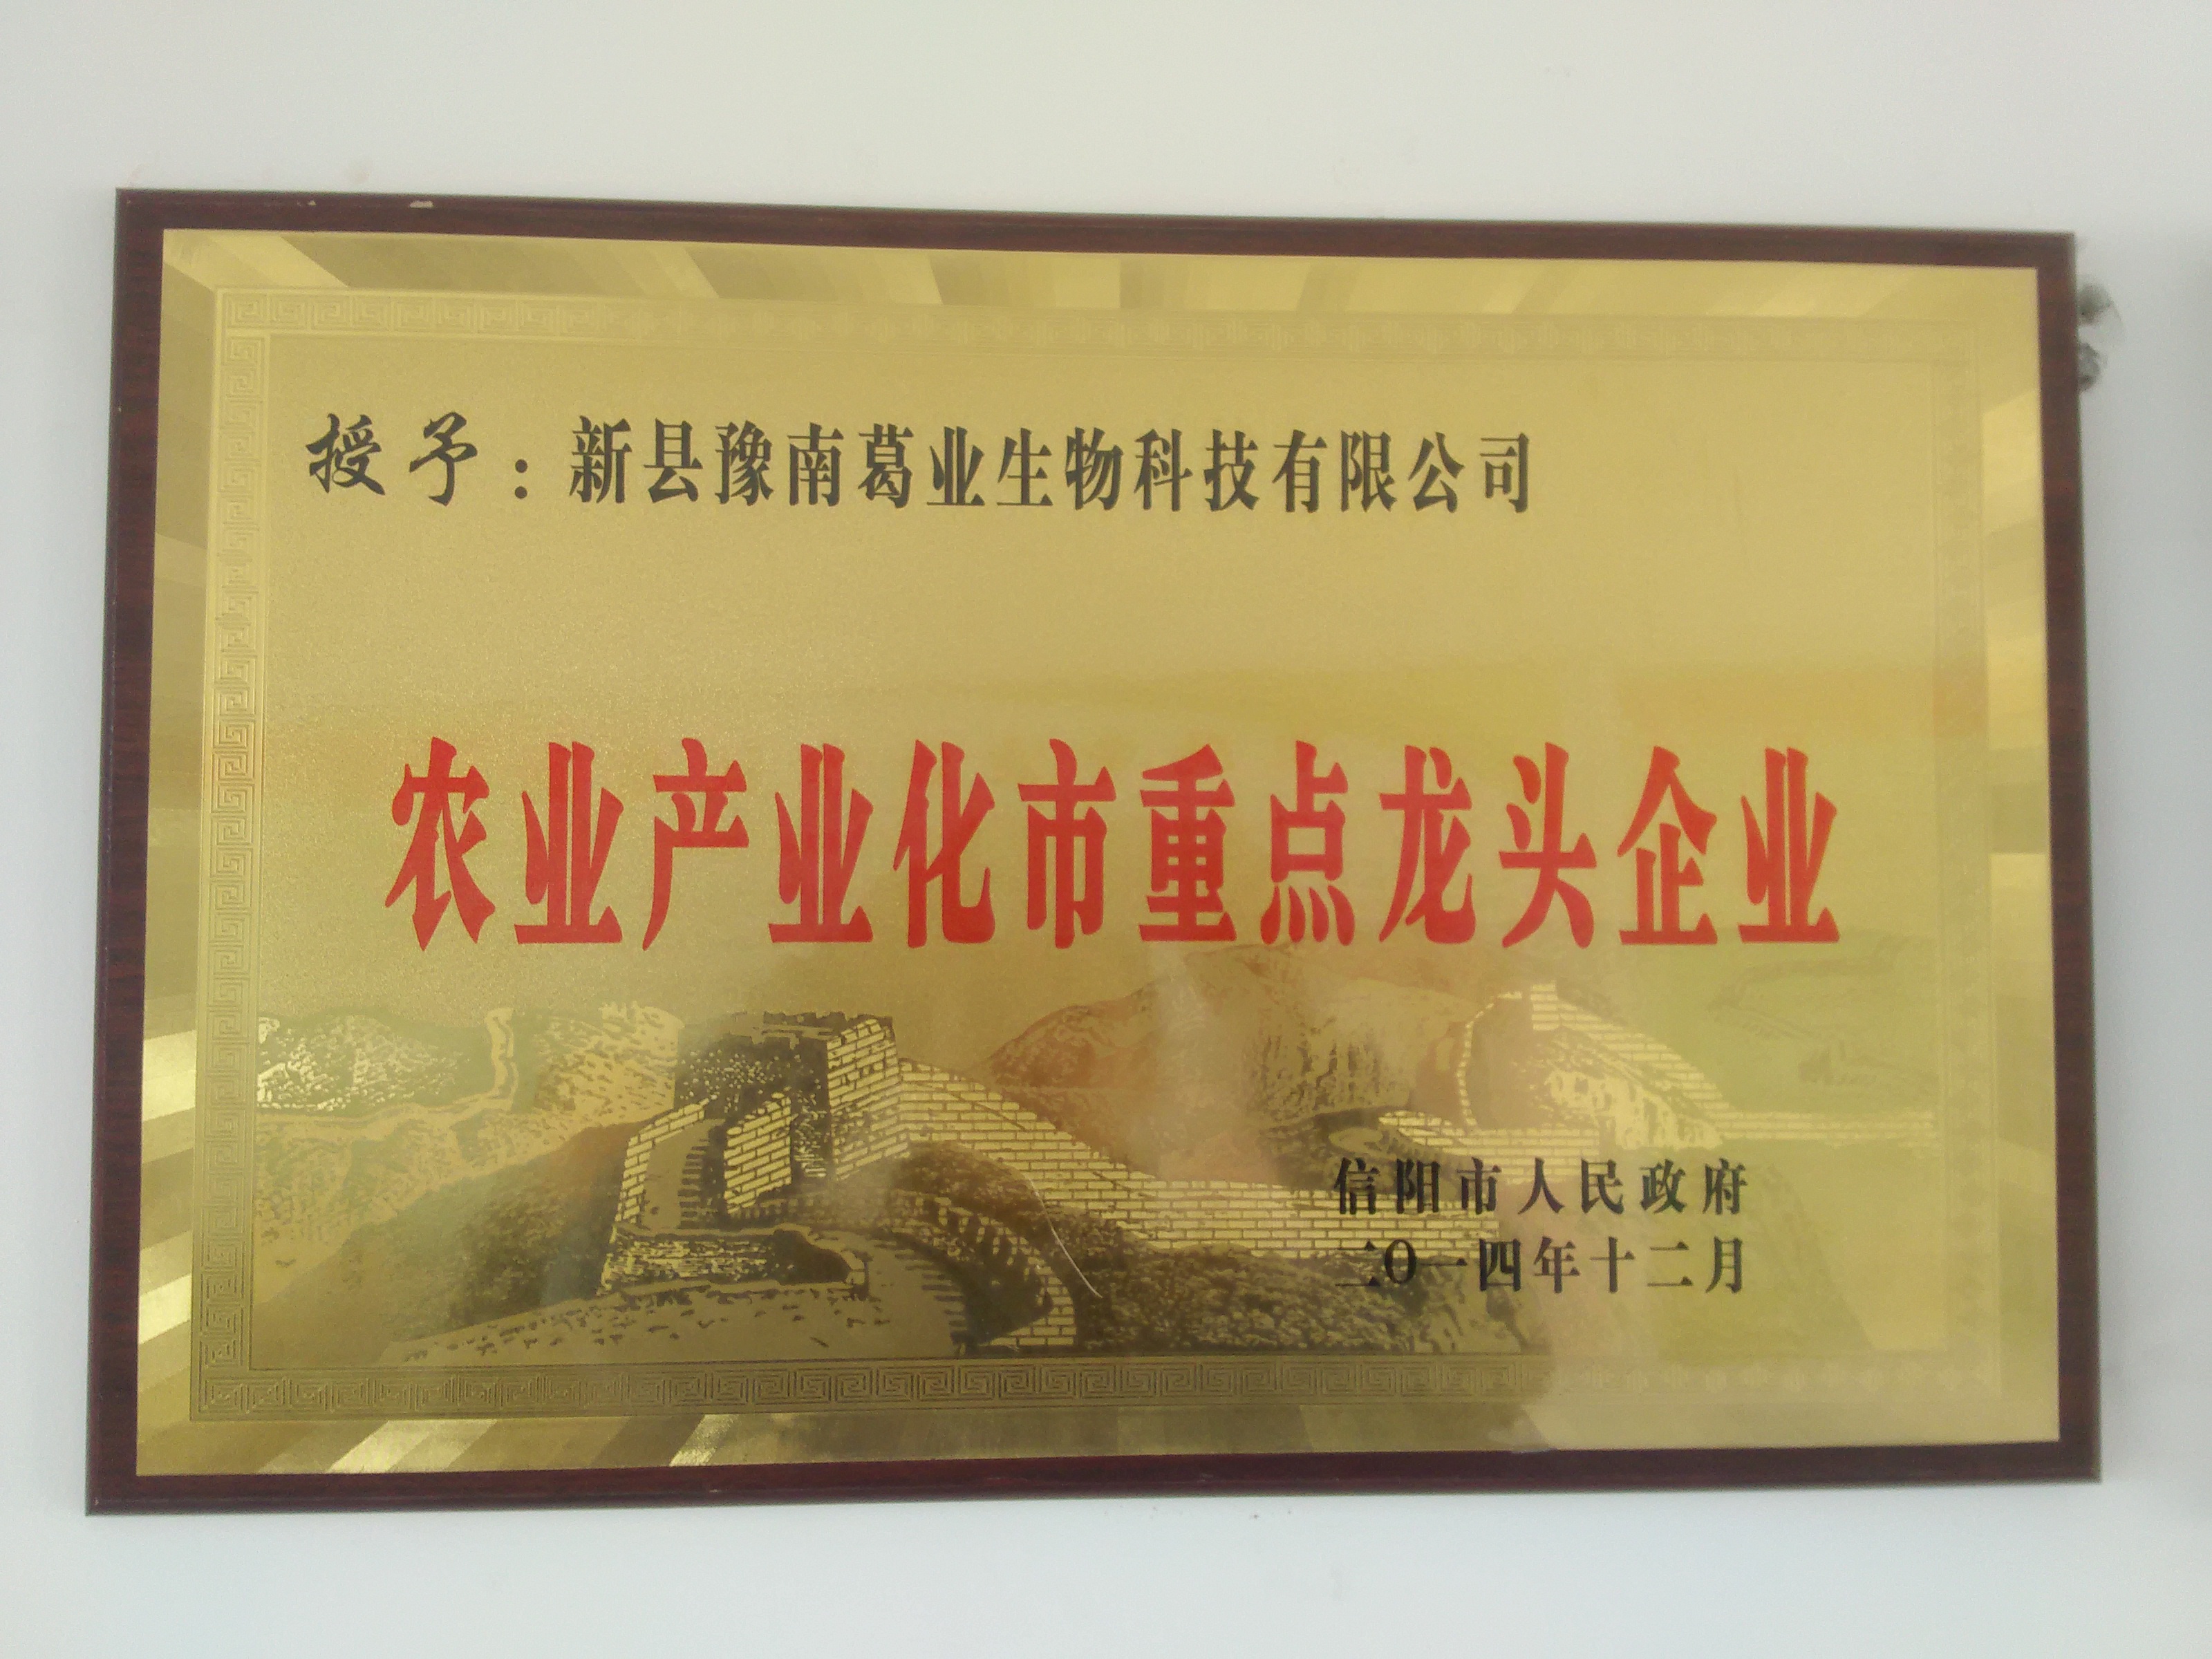 授予：新县豫南葛业生物科技有限公司
农业产业化市重点龙头企业
信阳市人民政府
二〇一四年十二月